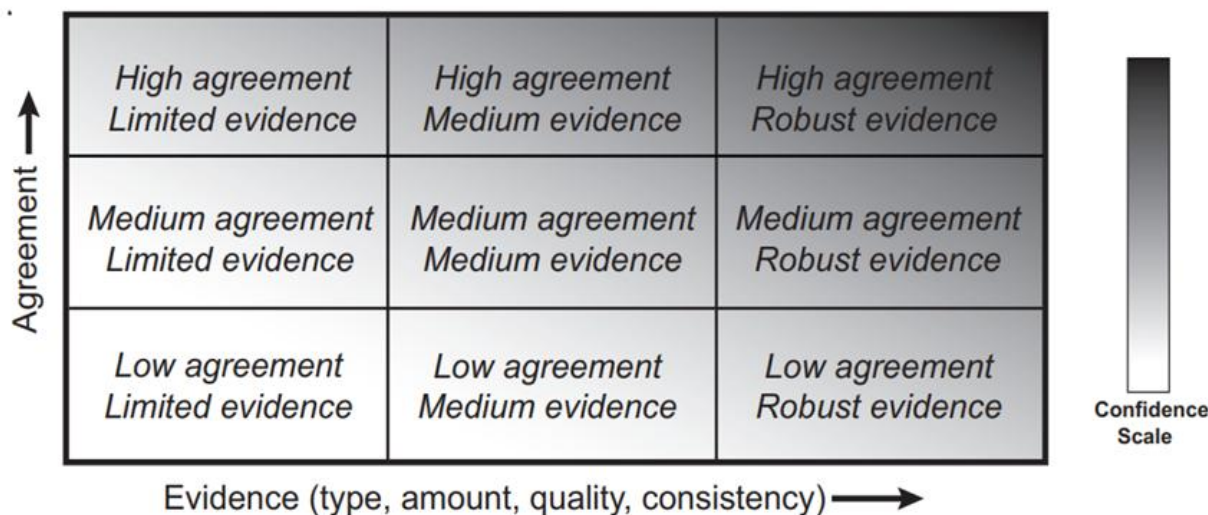 High agreement
Limited evidence
High agreement
Medium evidence
High agreement
Robust evidence
Medium agreement
Limited evidence
Medium agreement
Medium evidence
Medium agreement
Robust evidence
Low agreement
Limited evidence
Low agreement
Medium evidence
Low agreement
Robust evidence
Agreement
Evidence (type, amount, quality, consistency)
Confidence
Scale